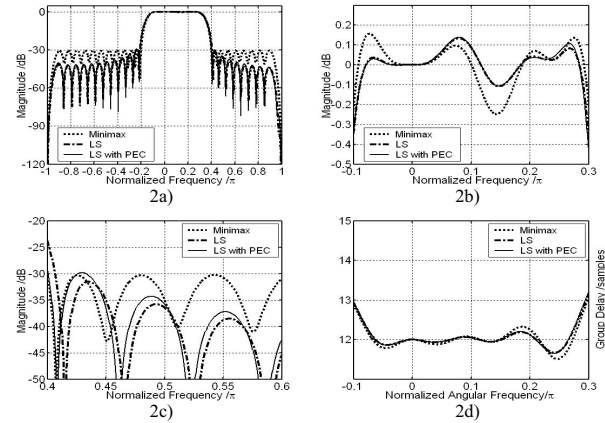 0
-30
-60
-90
-120
Magnitude /dB
Minimax
LS
LS with PEC
-1 -0.8 -0.6 -0.4 -0.2 0 0.2 0.4 0.6 0.8 1
Normalized Frequency /π
2a)
0.2
0.1
0
-0.1
-0.2
-0.3
-0.4
-0.5
Magnitude /dB
Minimax
LS
LS with PEC
-0.1 0 0.1 0.2 0.3
Normalized Frequency /π
2b)
-20
-25
-30
-35
-40
-45
-50
Magnitude /dB
Minimax
LS
LS with PEC
0.4 0.45 0.5 0.55 0.6
Normalized Frequency /π
2c)
15
14
13
12
Group Delay /samples
Minimax
LS
LS with PEC
-0.1 0 0.1 0.2 0.3
Normalized Angular Frequency/π
2d)